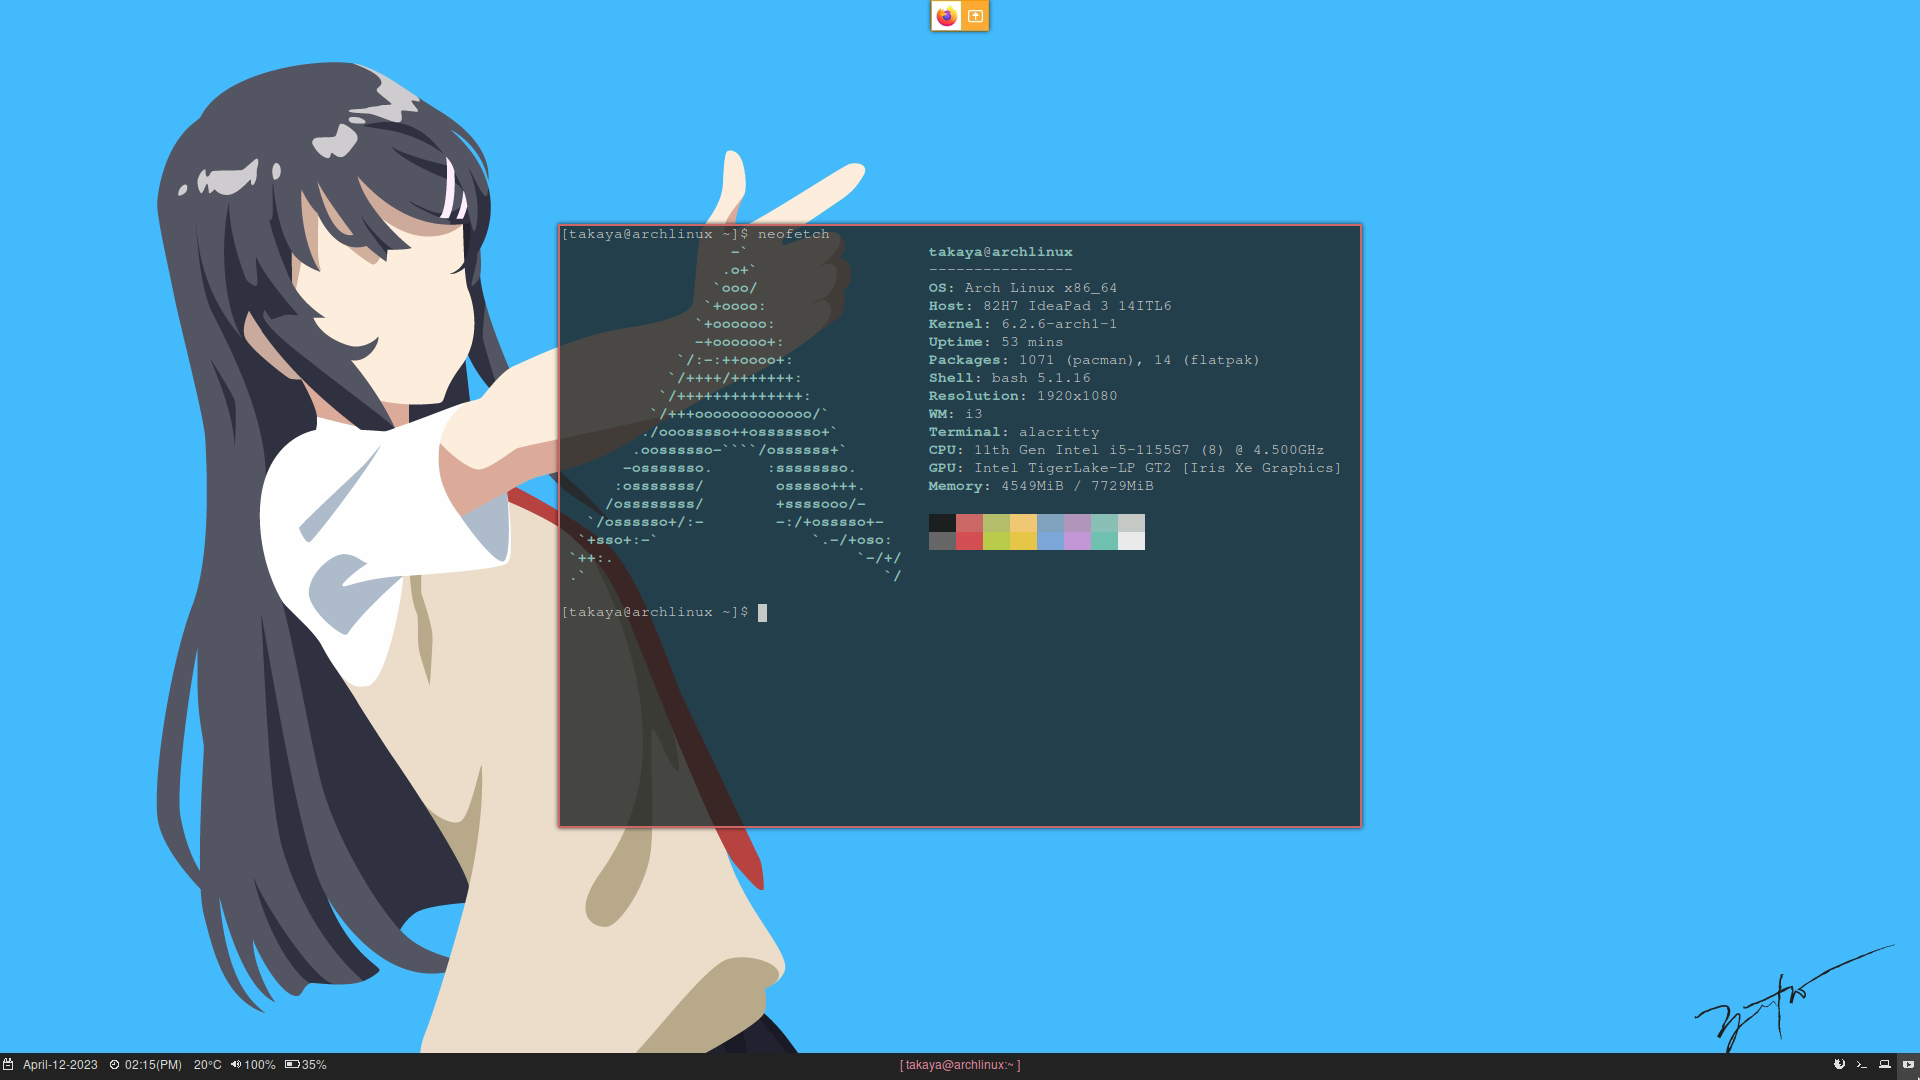 [takaya@archlinux ~]$ neofetch
-`
.o+`
`ooo/
`+oooo:
`+oooooo:
-+oooooo+:
`/:-:++oooo+:
`/++++/+++++++:
`/++++++++++++++:
`/+++ooooooooooooo/`
./ooosssso++osssssso+`
.oossssso-````/ossssss+`
-osssssso.      :ssssssso.
:osssssss/        osssso+++.
/ossssssss/        +ssssooo/-
`/ossssso+/:-        -:/+osssso+-
`+sso+:-`                 `.-/+oso:
`++:.                           `-/+/
.`                                 `/
takaya@archlinux
----------------
OS: Arch Linux x86_64
Host: 82H7 IdeaPad 3 14ITL6
Kernel: 6.2.6-arch1-1
Uptime: 53 mins
Packages: 1071 (pacman), 14 (flatpak)
Shell: bash 5.1.16
Resolution: 1920x1080
WM: i3
Terminal: alacritty
CPU: 11th Gen Intel i5-1155G7 (8) @ 4.500GHz
GPU: Intel TigerLake-LP GT2 [Iris Xe Graphics]
Memory: 4549MiB / 7729MiB
[takaya@archlinux ~]$
April-12-2023 02:15(PM) 20°C 100% 35%
[ takaya@archlinux:~ ]